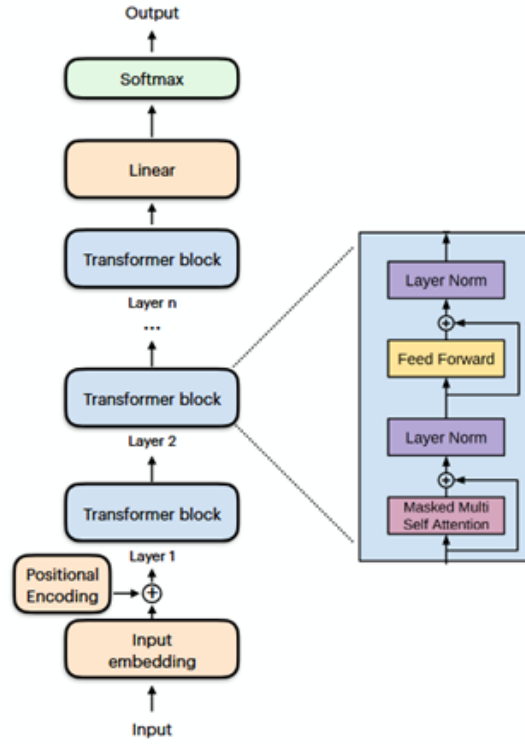 Output
Softmax
Linear
Transformer block
Layer n
...
Transformer block
Layer 2
Transformer block
Layer 1
Positional
Encoding
+
Input
embedding
Input
Layer Norm
+
Feed Forward
Layer Norm
+
Masked Multi
Self Attention